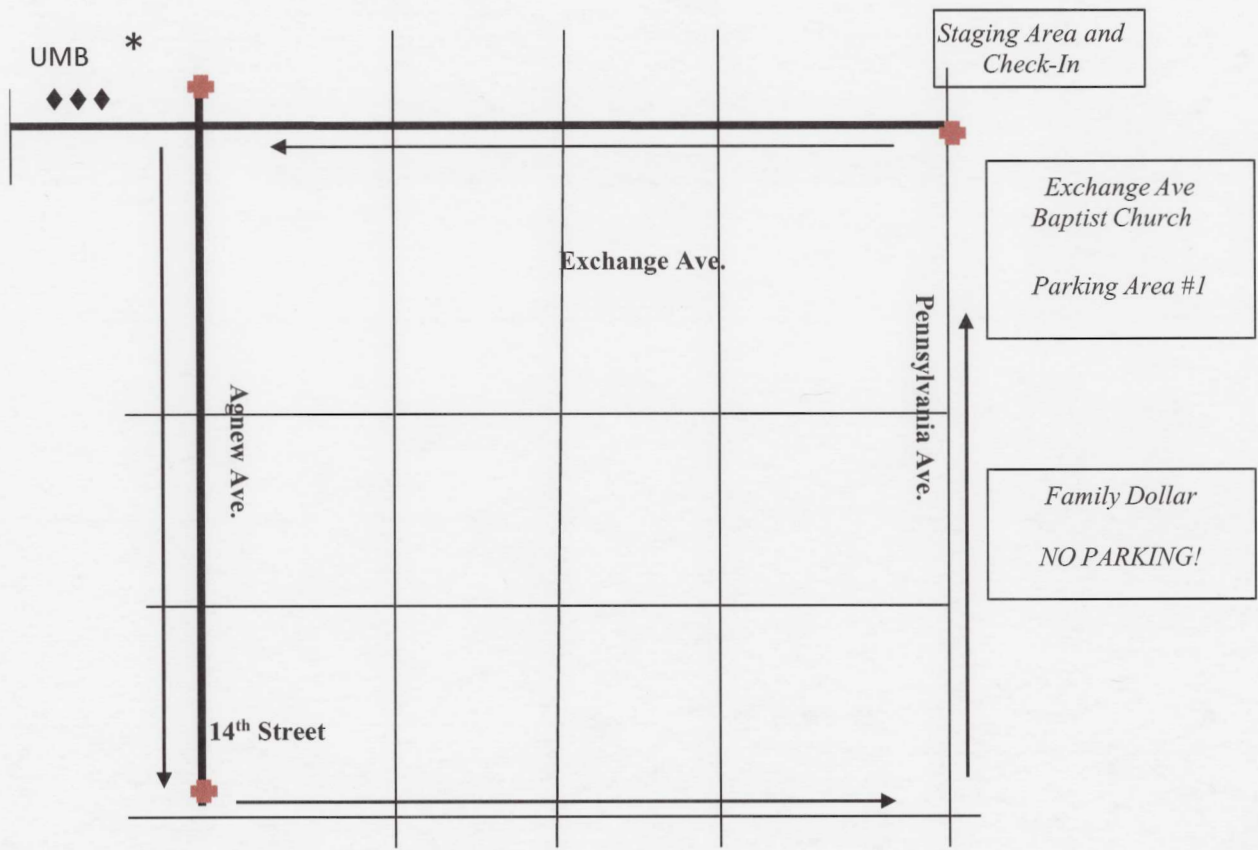 UMB *
Staging Area and
Check-In
Exchange Ave
Baptist Church
Parking Area #1
Exchange Ave.
Pennsylvania Ave.
Agnew Ave.
Family Dollar
NO PARKING!
14th Street